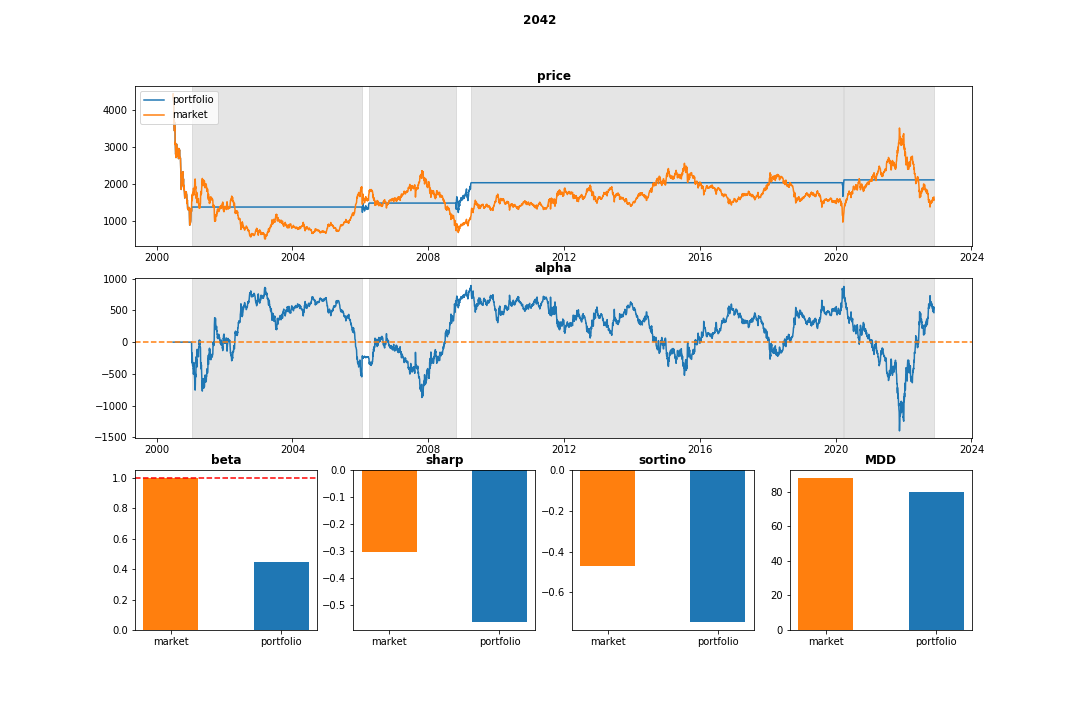 2042
price
portfolio
market
4000
3000
2000
1000
2000 2004 2008 2012 2016 2020 2024
alpha
1000
500
0
−500
−1000
−1500
2000 2004 2008 2012 2016 2020 2024
beta
1.0
0.8
0.6
0.4
0.2
0.0
market portfolio
sharp
0.0
−0.1
−0.2
−0.3
−0.4
−0.5
market portfolio
sortino
0.0
−0.2
−0.4
−0.6
market portfolio
MDD
80
60
40
20
0
market portfolio